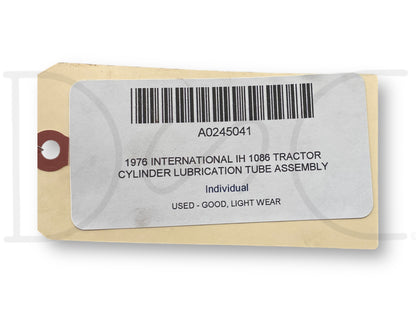 A0245041
1976 INTERNATIONAL IH 1086 TRACTOR
CYLINDER LUBRICATION TUBE ASSEMBLY
Individual
USED - GOOD, LIGHT WEAR